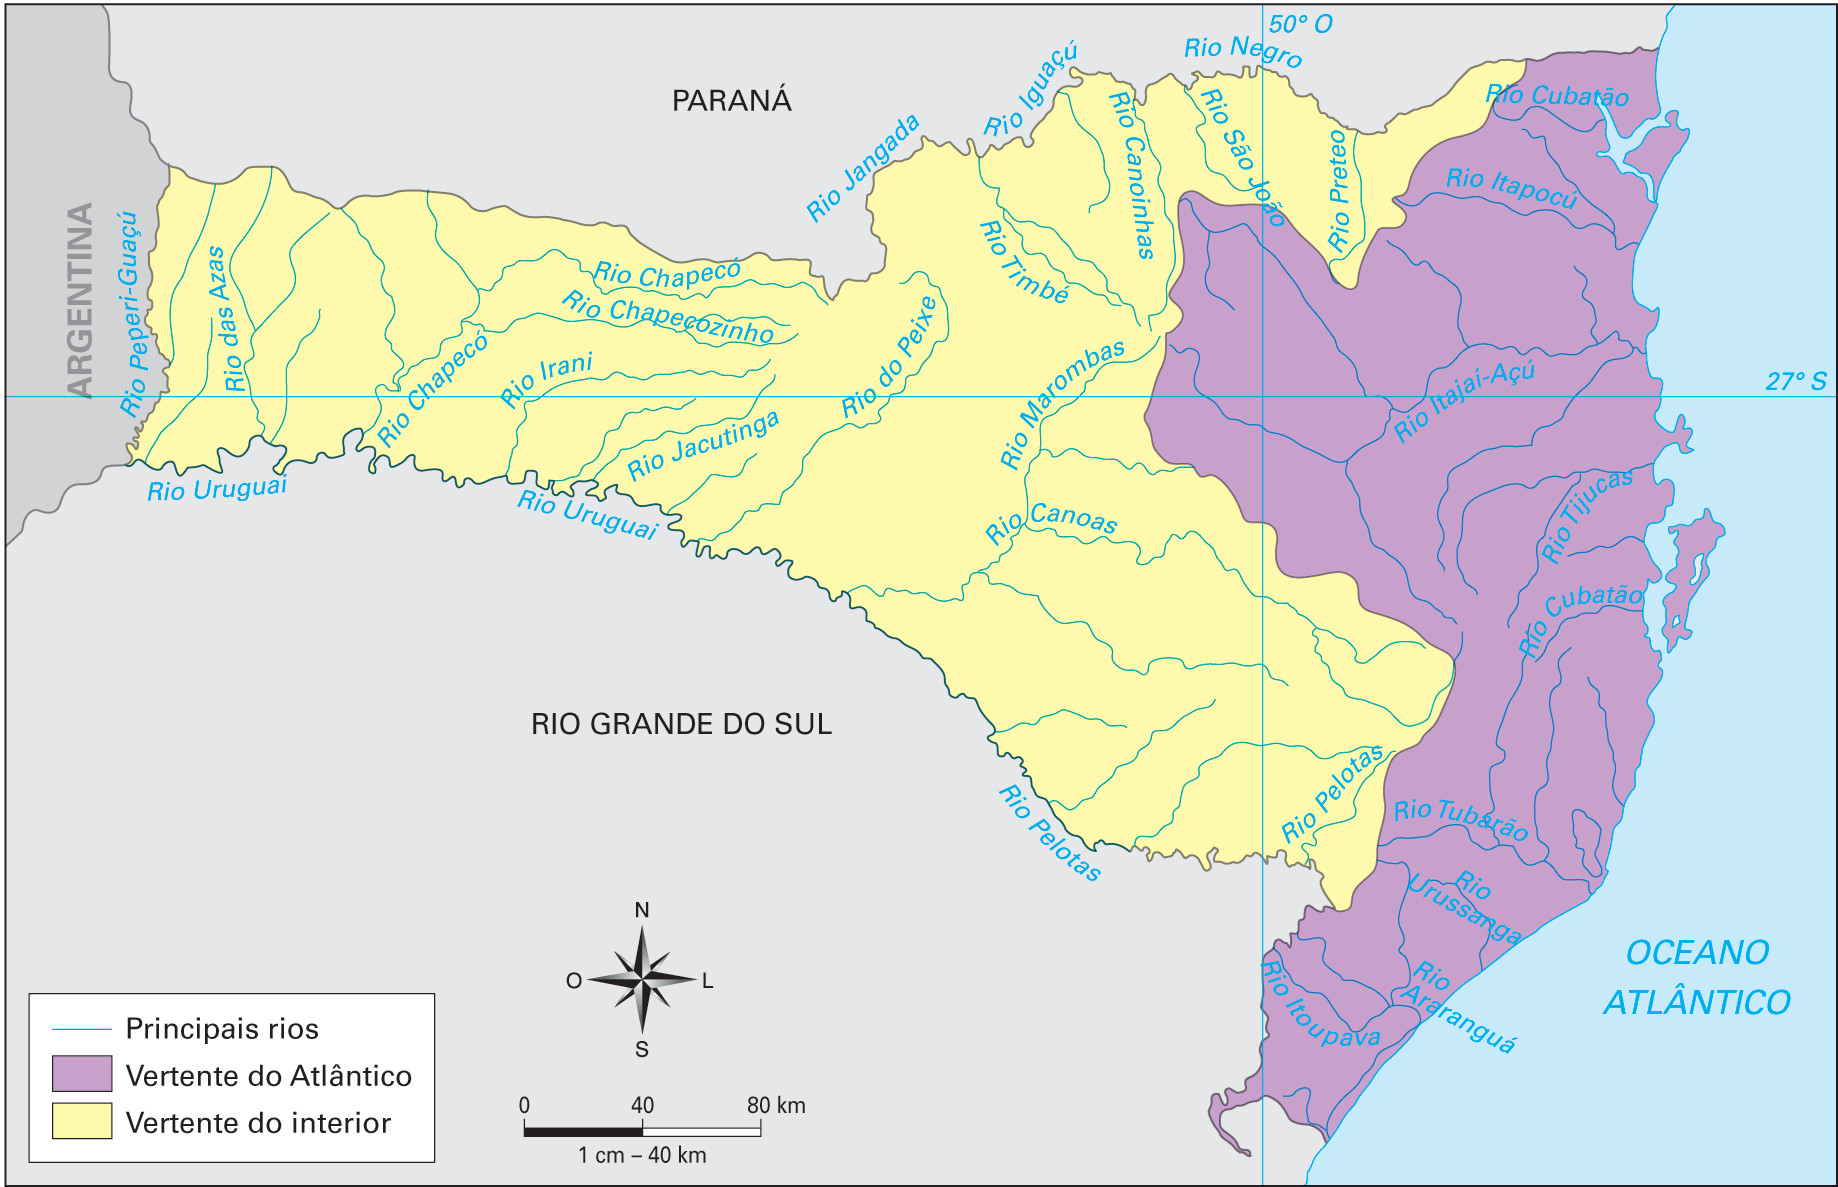 50° O
Rio Negro
PARANÁ
Rio Iguaçú
Rio Jangada
Rio Canoinhas
Rio São João
Rio Preteo
Rio Cubatão
Rio Itapocú
ARGENTINA
Rio Peperi-Guaçú
Rio das Azas
Rio Chapecó
Rio Chapecozinho
Rio Timbé
Rio do Peixe
Rio Chapecó
Rio Irani
Rio Marombas
Rio Itajaí-Açú
27° S
Rio Jacutinga
Rio Uruguai
Rio Uruguai
Rio Canoas
Rio Tijucas
Rio Cubatão
RIO GRANDE DO SUL
Rio Pelotas
Rio Pelotas
Rio Tubarão
Rio
Urussanga
Rio
Araranguá
Rio Itoupava
OCEANO
ATLÂNTICO
N
O
L
S
Principais rios
Vertente do Atlântico
Vertente do interior
0 40 80 km
1 cm – 40 km